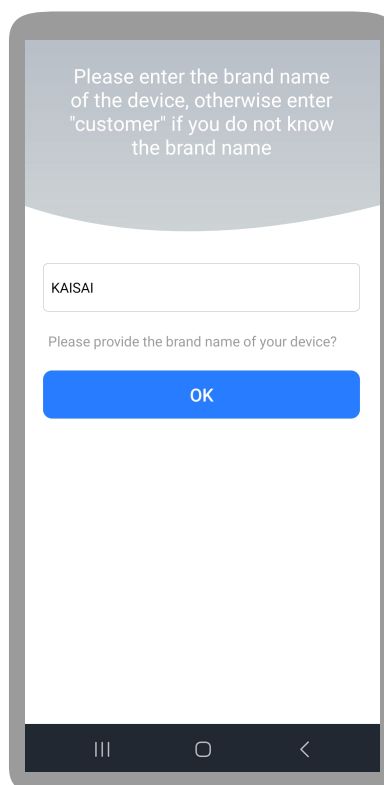 Please enter the brand name
of the device, otherwise enter
"customer" if you do not know
the brand name
KAISAI
Please provide the brand name of your device?
OK